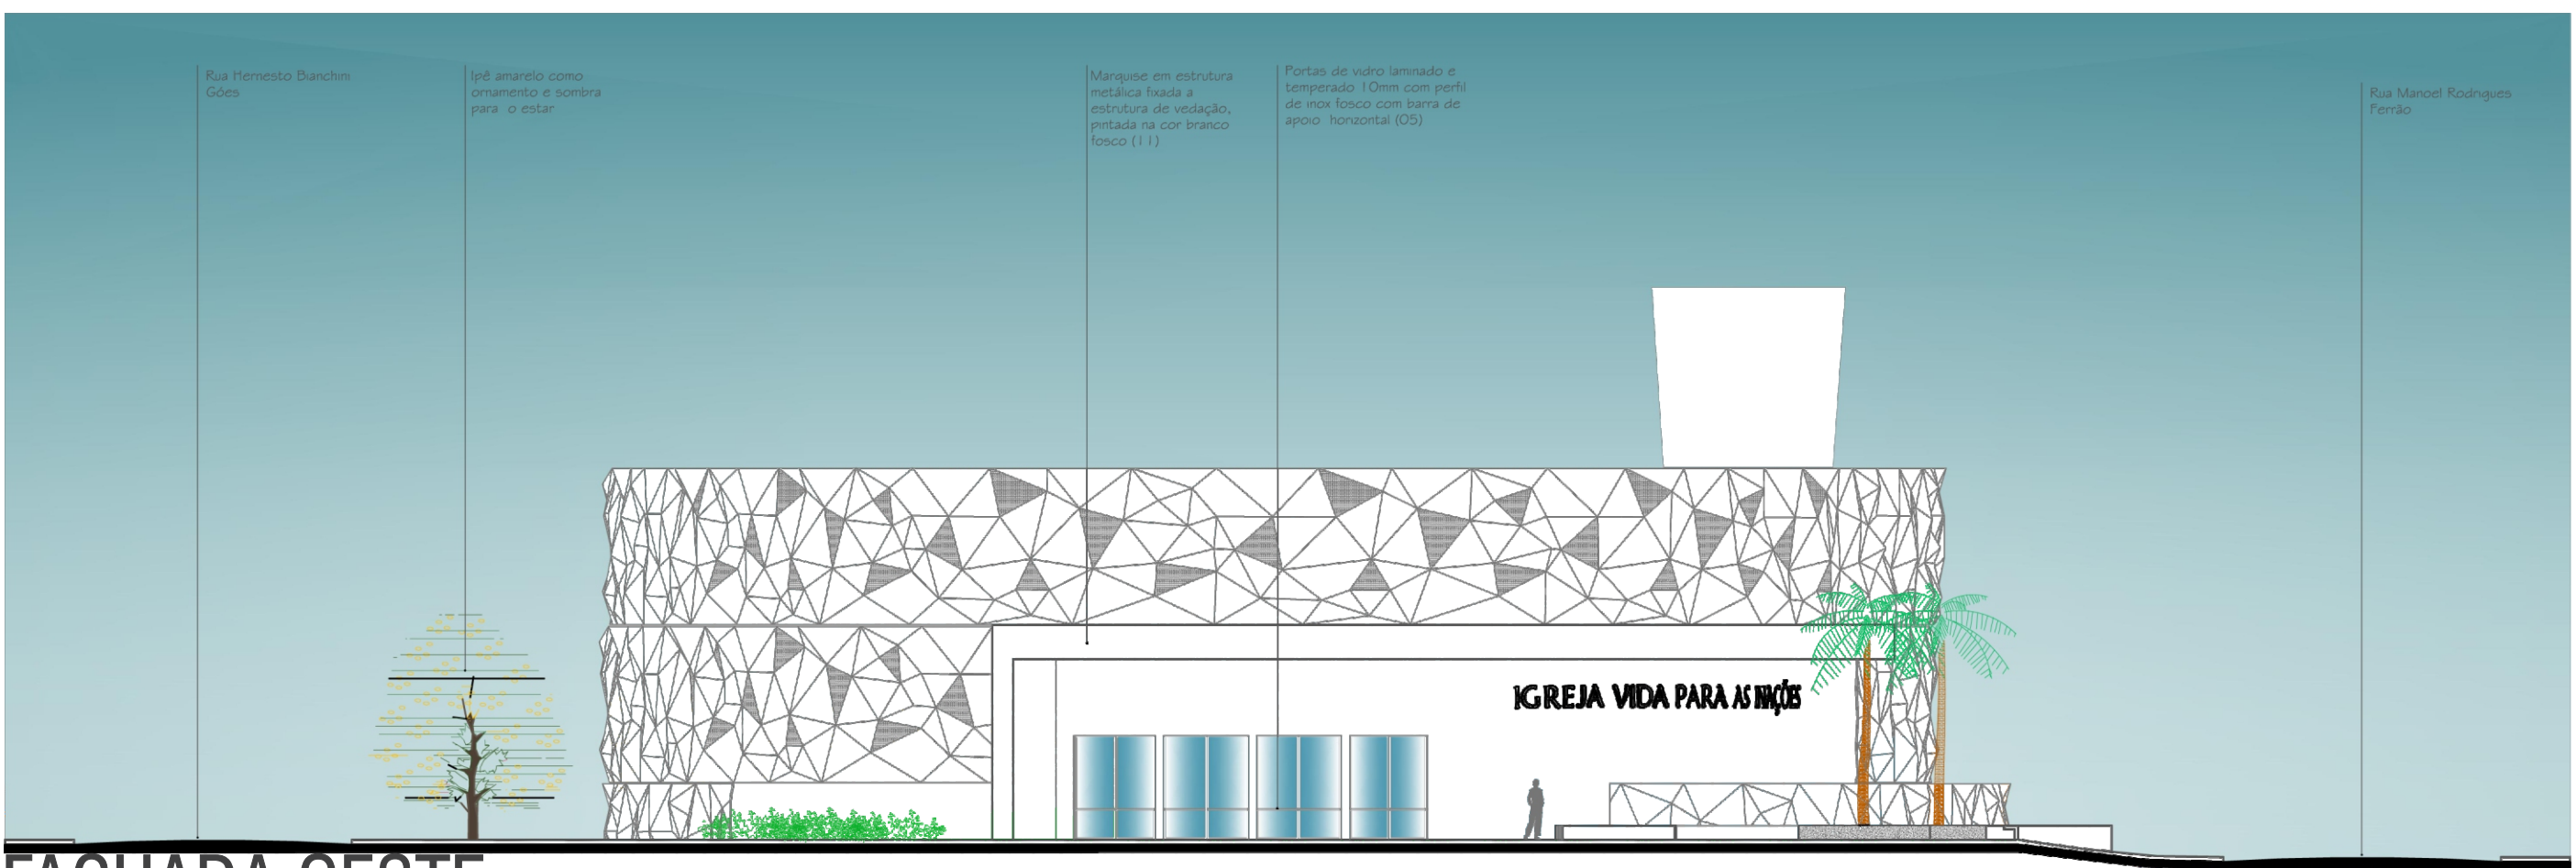 Rua Hernesto Bianchini
Góes
Ipê amarelo como
ornamento e sombra
para o estar
Marquise em estrutura
metálica fixada a
estrutura de vedação,
pintada na cor branco
fosco (11)
Portas de vidro laminado e
temperado 10mm com perfil
de inox fosco com barra de
apoio horizontal (05)
Rua Manoel Rodrigues
Ferrão
IGREJA VIDA PARA AS NAÇÕES
FACHADA OESTE